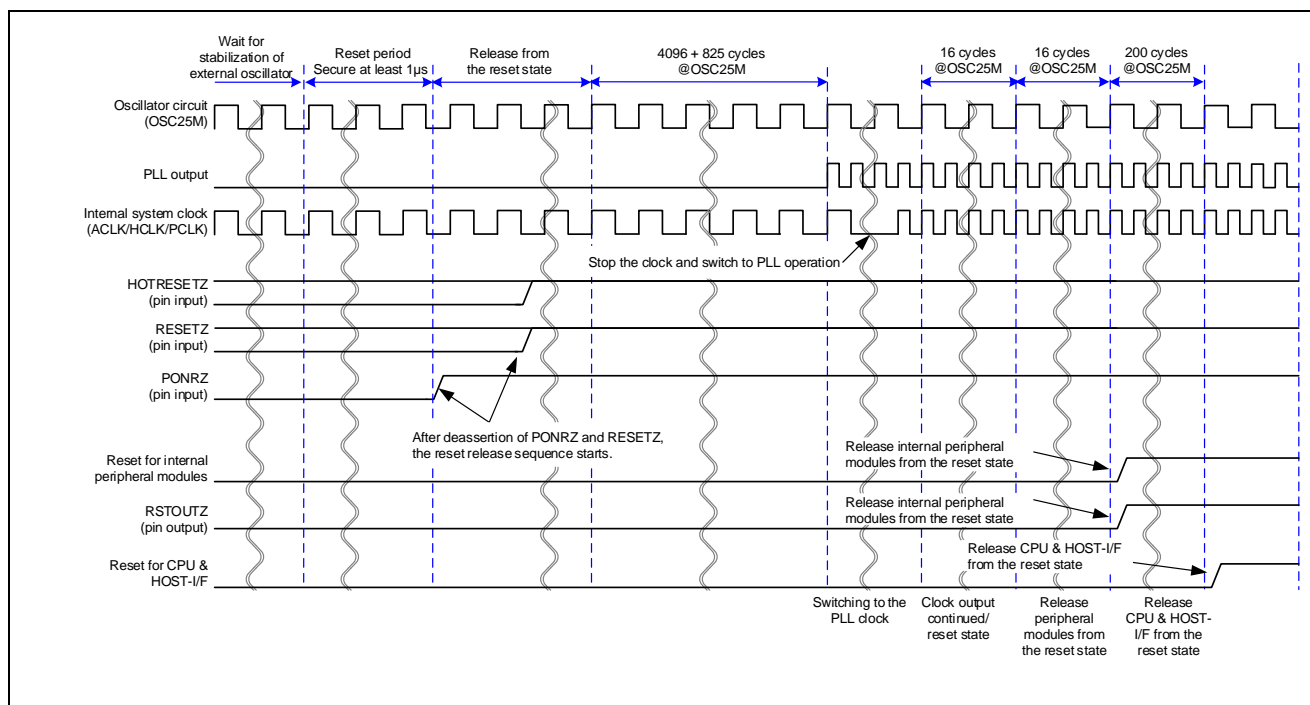 Wait for
stabilization of
external oscillator
Reset period
Secure at least 1µs
Release from
the reset state
4096 + 825 cycles
@OSC25M
16 cycles
@OSC25M
16 cycles
@OSC25M
200 cycles
@OSC25M
Oscillator circuit
(OSC25M)
PLL output
Internal system clock
(ACLK/HCLK/PCLK)
Stop the clock and switch to PLL operation
HOTRESETZ
(pin input)
RESETZ
(pin input)
PONRZ
(pin input)
After deassertion of PONRZ and RESETZ,
the reset release sequence starts.
Reset for internal
peripheral modules
Release internal peripheral
modules from the reset state
RSTOUTZ
(pin output)
Release internal peripheral
modules from the reset state
Reset for CPU &
HOST-I/F
Release CPU & HOST-I/F
from the reset state
Switching to the
PLL clock
Clock output
continued/
reset state
Release
peripheral
modules from
the reset state
Release
CPU & HOST-
I/F from the
reset state